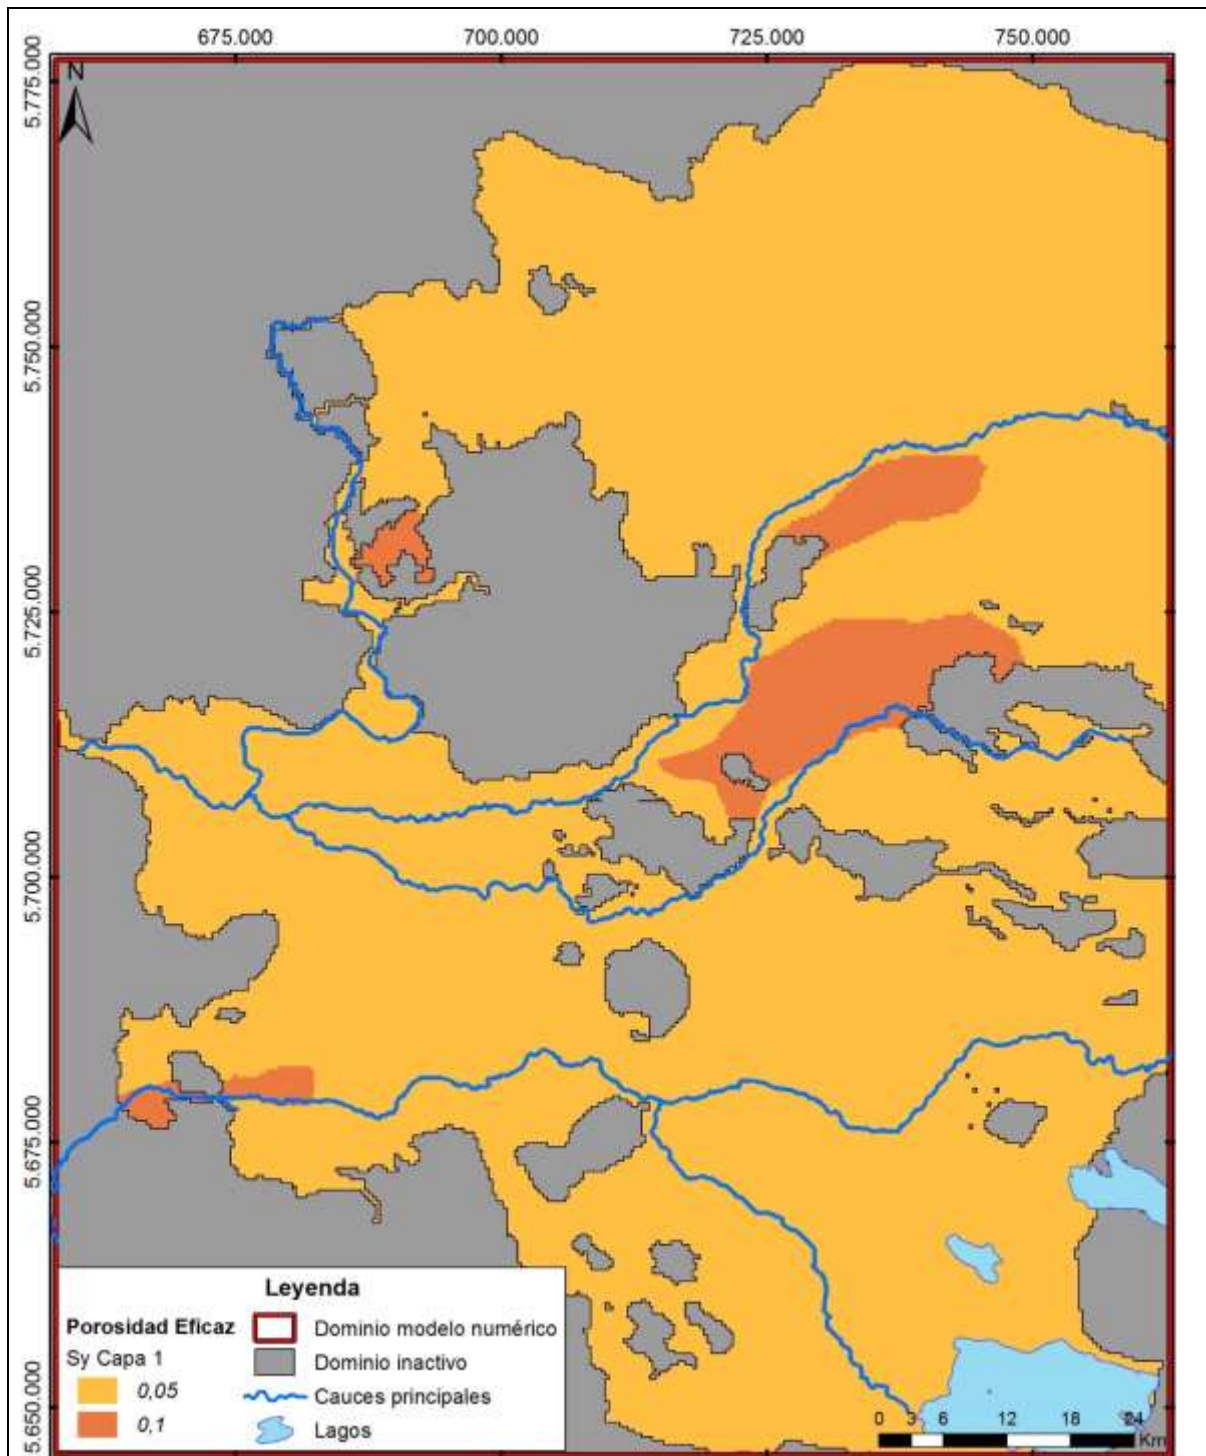 675.000 700.000 725.000 750.000
N
5.775.000
5.750.000
5.725.000
5.700.000
5.675.000
5.650.000
Leyenda
Porosidad Eficaz
Sy Capa 1
0,05
0,1
Dominio modelo numérico
Dominio inactivo
Cauces principales
Lagos
0 3 6 12 18 24
Km